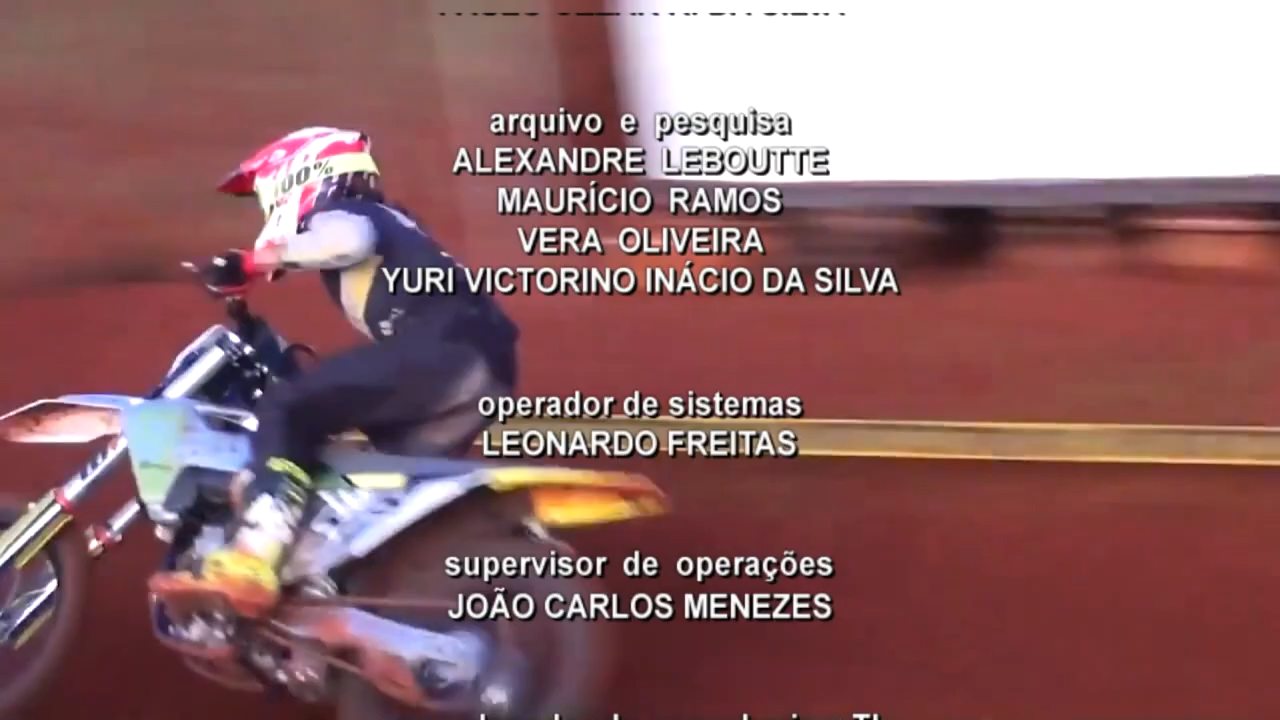 arquivo e pesquisa
ALEXANDRE LEBOUTTE
MAURÍCIO RAMOS
VERA OLIVEIRA
YURI VICTORINO INÁCIO DA SILVA
operador de sistemas
LEONARDO FREITAS
supervisor de operações
JOÃO CARLOS MENEZES
100%